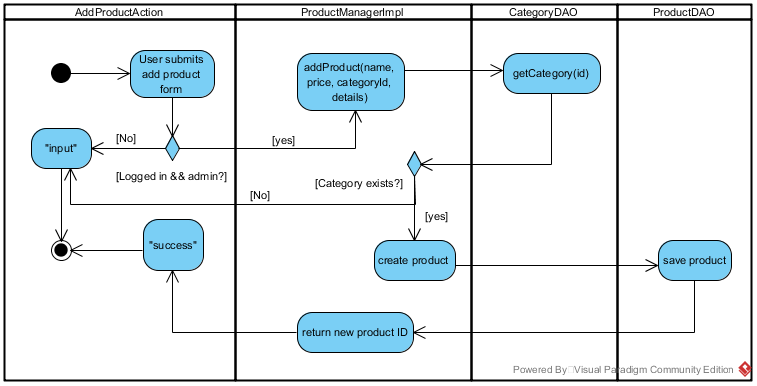 AddProductAction
ProductManagerImpl
CategoryDAO
ProductDAO
User submits
add product
form
addProduct(name,
price, categoryId,
details)
getCategory(id)
[No]
[yes]
"input"
[Logged in && admin?]
[Category exists?]
[No]
[yes]
"success"
create product
save product
return new product ID
Powered By Visual Paradigm Community Edition